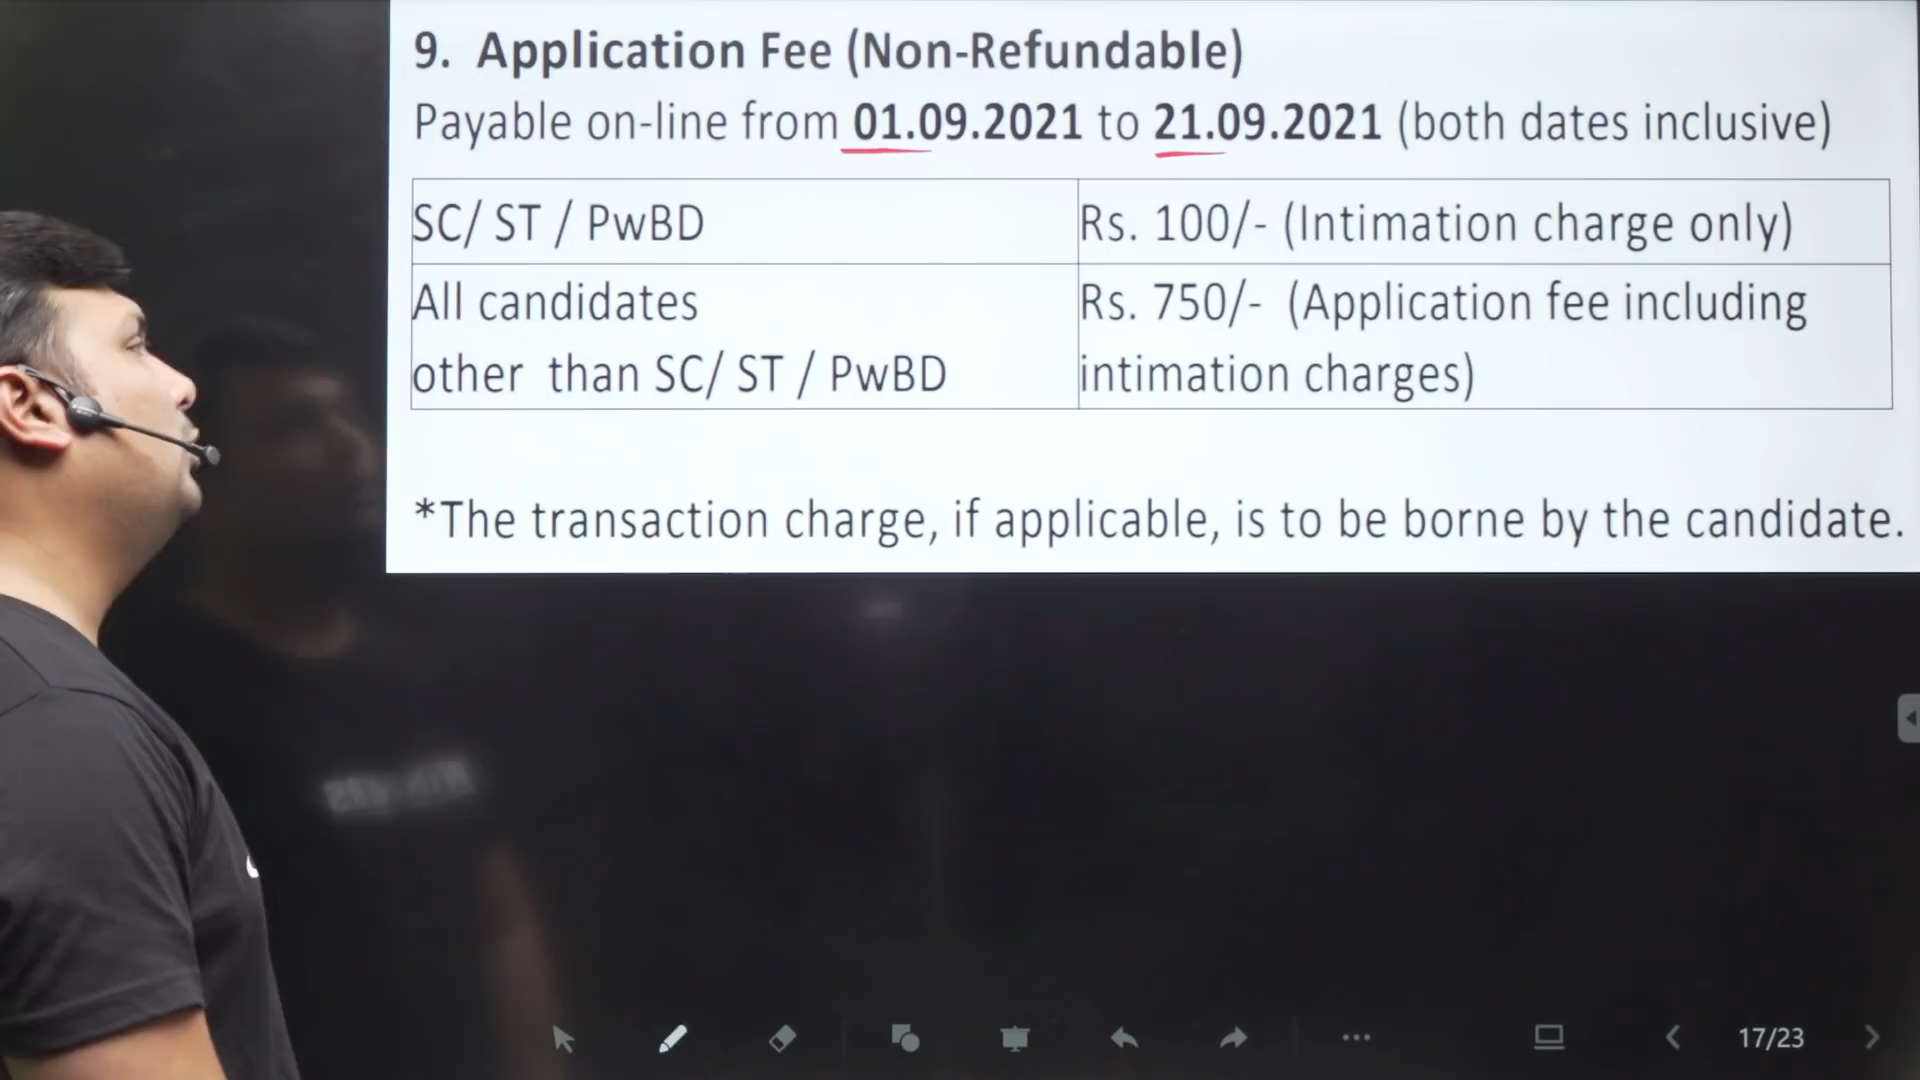 9. Application Fee (Non-Refundable)
Payable on-line from 01.09.2021 to 21.09.2021 (both dates inclusive)
SC/ ST / PwBD Rs. 100/- (Intimation charge only)
All candidates Rs. 750/- (Application fee including
other than SC/ ST / PwBD intimation charges)
*The transaction charge, if applicable, is to be borne by the candidate.
17/23